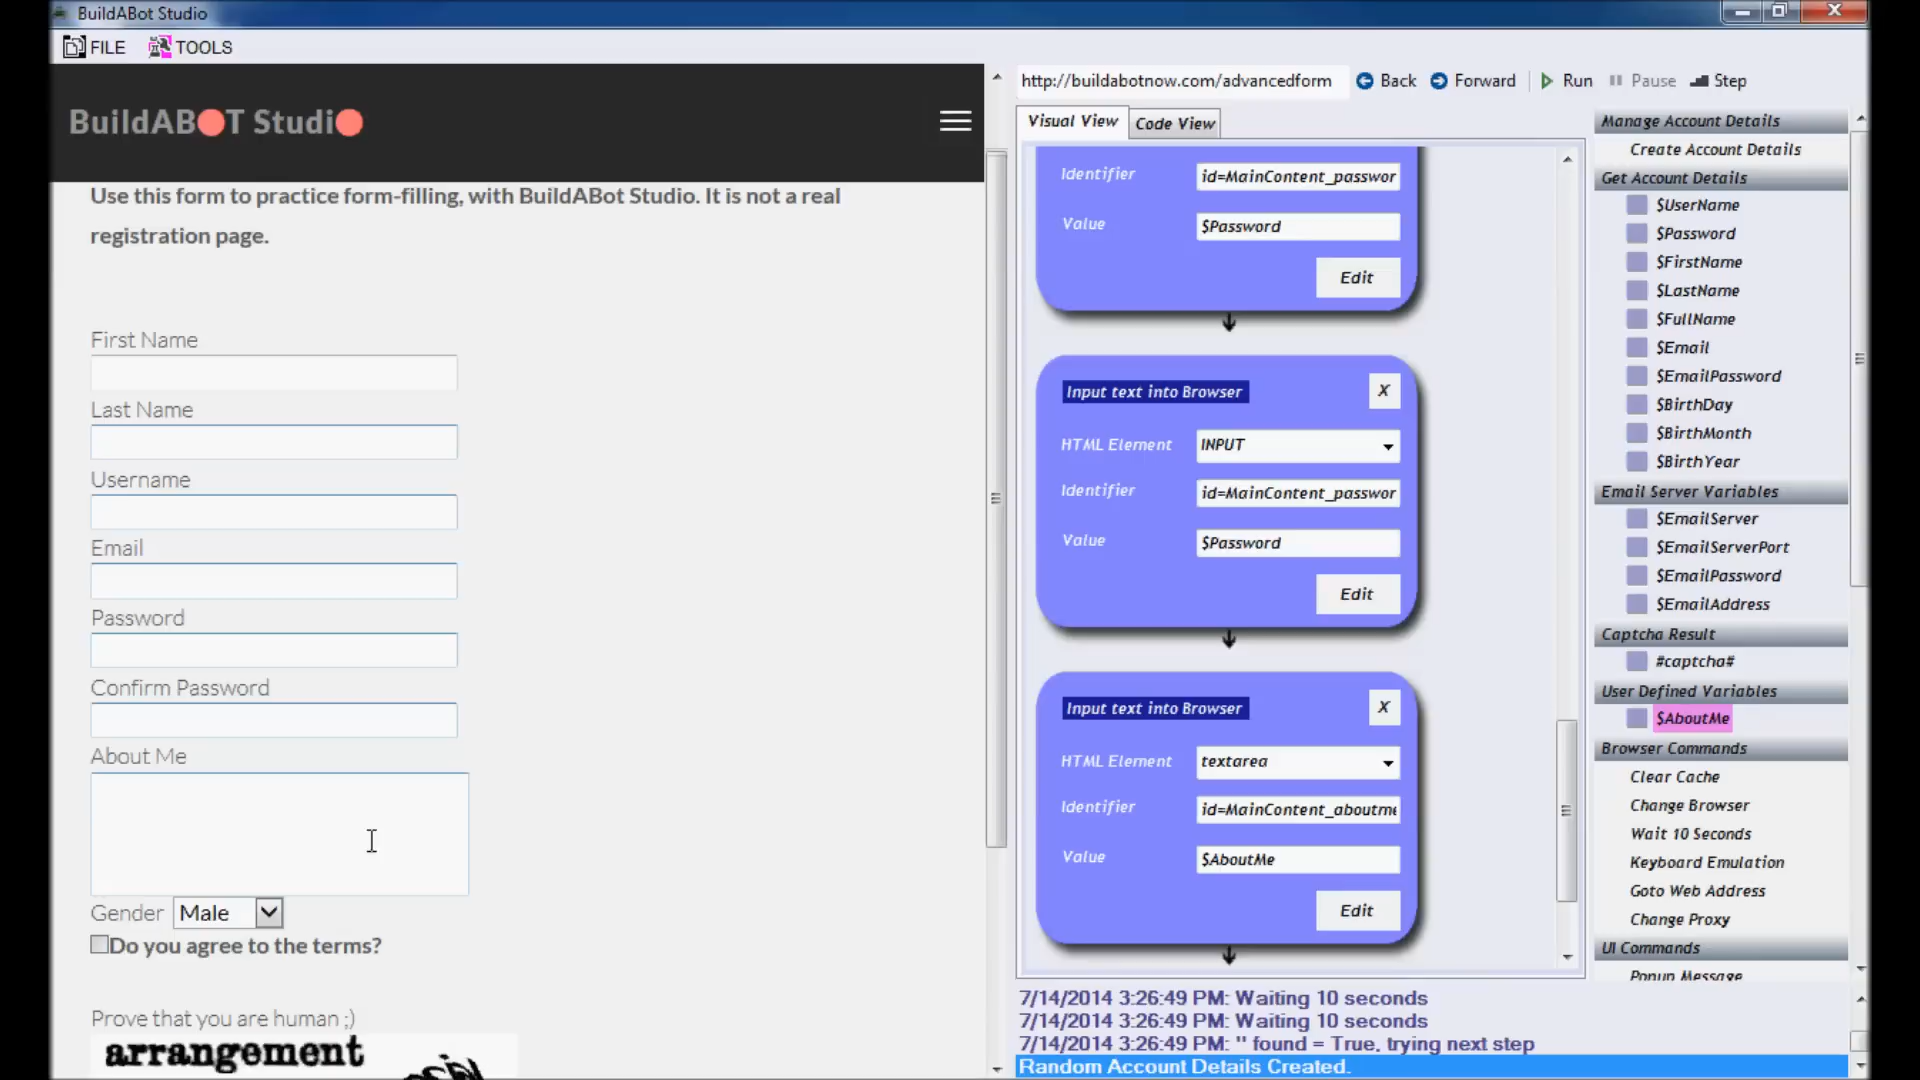 BuildABot Studio
FILE
TOOLS
BuildABOT Studio
Use this form to practice form-filling, with BuildABot Studio. It is not a real
registration page.
First Name
Last Name
Username
Email
Password
Confirm Password
About Me
Gender
Male
Do you agree to the terms?
Prove that you are human ;)
arrangement
http://buildabotnow.com/advancedform
Back
Forward
Run
Pause
Step
Visual View
Code View
Identifier
id=MainContent_passwor
Value
$Password
Edit
Input text into Browser
X
HTML Element
INPUT
Identifier
id=MainContent_passwor
Value
$Password
Edit
Input text into Browser
X
HTML Element
textarea
Identifier
id=MainContent_aboutme
Value
$AboutMe
Edit
Manage Account Details
Create Account Details
Get Account Details
$UserName
$Password
$FirstName
$LastName
$FullName
$Email
$EmailPassword
$BirthDay
$BirthMonth
$BirthYear
Email Server Variables
$EmailServer
$EmailServerPort
$EmailPassword
$EmailAddress
Captcha Result
#captcha#
User Defined Variables
$AboutMe
Browser Commands
Clear Cache
Change Browser
Wait 10 Seconds
Keyboard Emulation
Goto Web Address
Change Proxy
UI Commands
Popup Message
7/14/2014 3:26:49 PM: Waiting 10 seconds
7/14/2014 3:26:49 PM: Waiting 10 seconds
7/14/2014 3:26:49 PM: '' found = True, trying next step
Random Account Details Created.